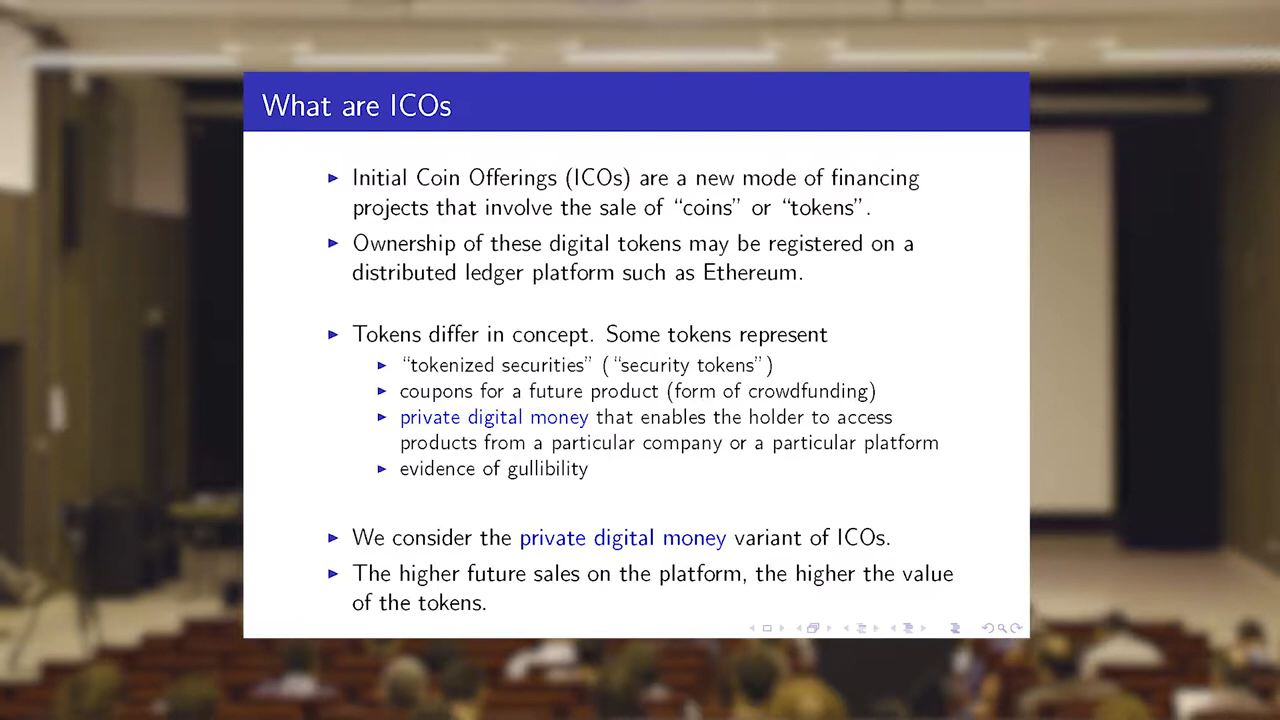 What are ICOs
Initial Coin Offerings (ICOs) are a new mode of financing
projects that involve the sale of “coins” or “tokens”.
Ownership of these digital tokens may be registered on a
distributed ledger platform such as Ethereum.
Tokens differ in concept. Some tokens represent
“tokenized securities” (“security tokens”)
coupons for a future product (form of crowdfunding)
private digital money that enables the holder to access
products from a particular company or a particular platform
evidence of gullibility
We consider the private digital money variant of ICOs.
The higher future sales on the platform, the higher the value
of the tokens.